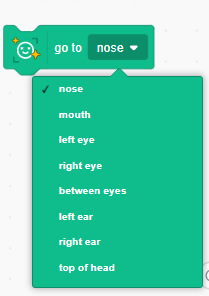 go to nose
nose
mouth
left eye
right eye
between eyes
left ear
right ear
top of head